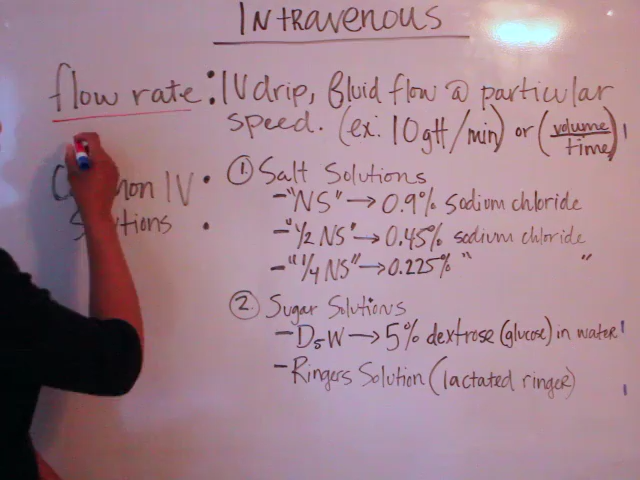 INTRAVENOUS
flow rate: IV drip, fluid flow @ particular
speed. (ex: 10gtt/min) or (volume/time)
IV : ① Salt Solutions
- "NS" → 0.9% sodium chloride
- "1/2 NS" → 0.45% sodium chloride
- "1/4 NS" → 0.225% " "
② Sugar Solutions
- D5W → 5% dextrose (glucose) in water
- Ringers Solution (lactated ringer)